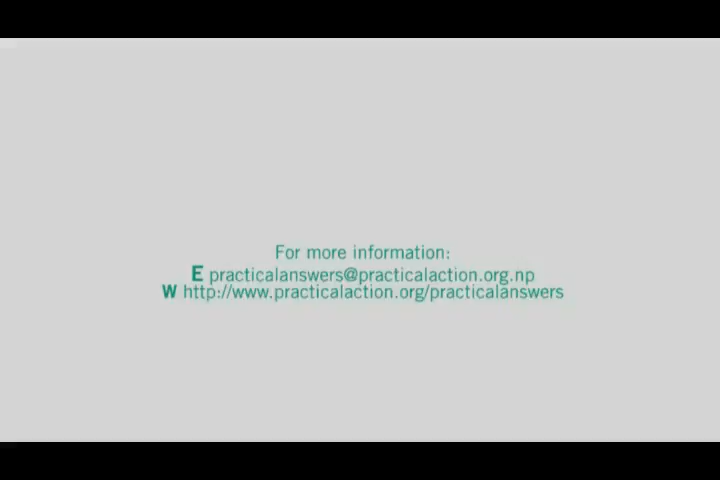 For more information:
E practicalanswers@practicalaction.org.np
W http://www.practicalaction.org/practicalanswers